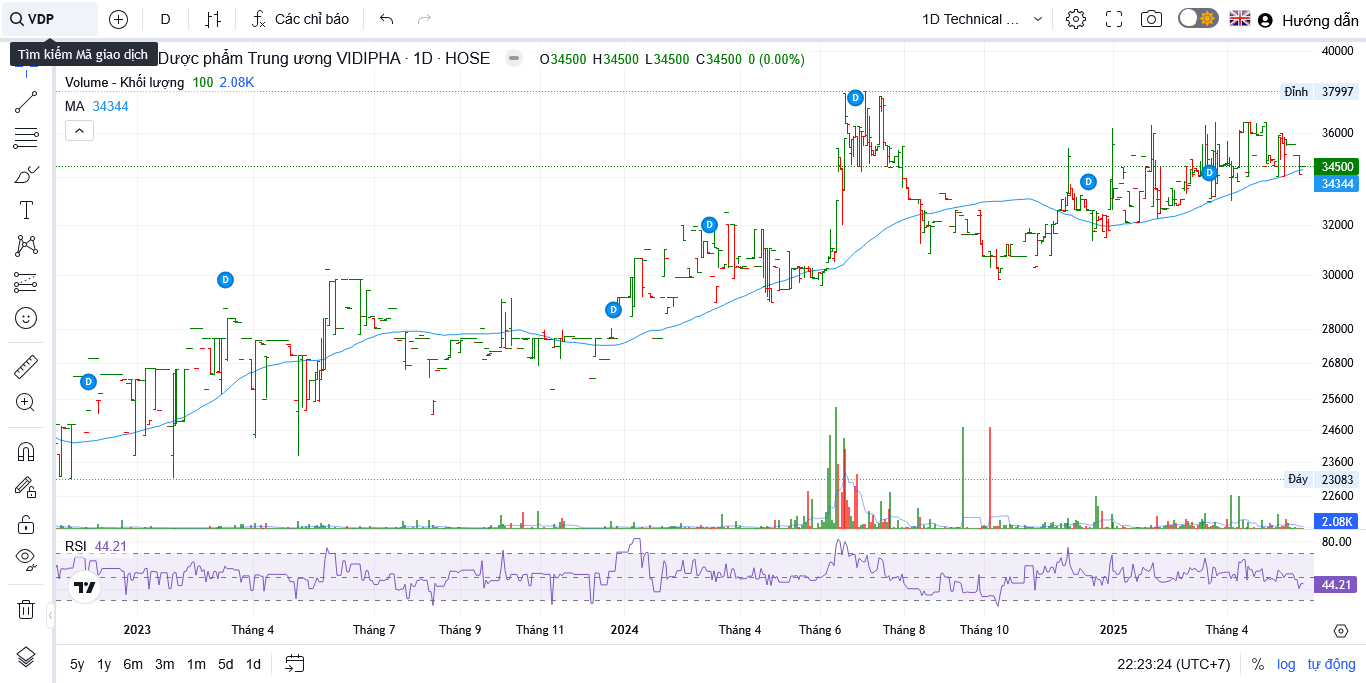 VDP
D
Các chỉ báo
1D Technical ...
Hướng dẫn
Tìm kiếm Mã giao dịch
Dược phẩm Trung ương VIDIPHA · 1D · HOSE
O34500 H34500 L34500 C34500 0 (0.00%)
Volume - Khối lượng 100 2.08K
MA 34344
40000
Đỉnh 37997
36000
34500
34344
32000
30000
28000
26800
25600
24600
23600
Đáy 23083
22600
2.08K
D
D
D
D
D
D
D
RSI 44.21
80.00
44.21
2023 Tháng 4 Tháng 7 Tháng 9 Tháng 11 2024 Tháng 4 Tháng 6 Tháng 8 Tháng 10 2025 Tháng 4
5y 1y 6m 3m 1m 5d 1d
22:23:24 (UTC+7) % log tự động